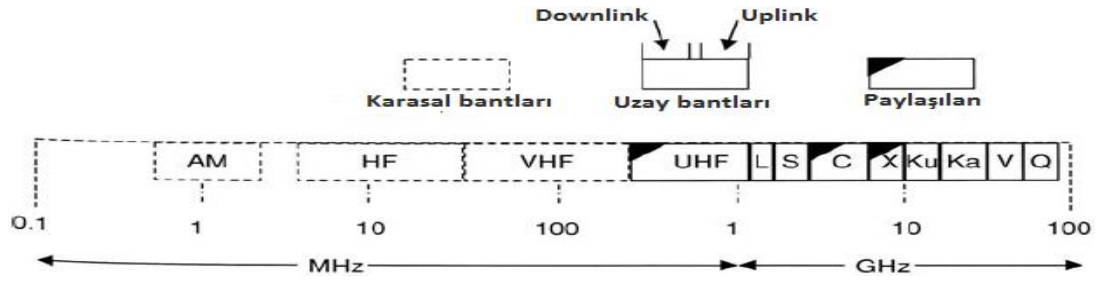 Downlink Uplink
Karasal bantları Uzay bantları Paylaşılan
AM HF VHF UHF L S C X Ku Ka V Q
0.1 1 10 100 1 10 100
MHz GHz